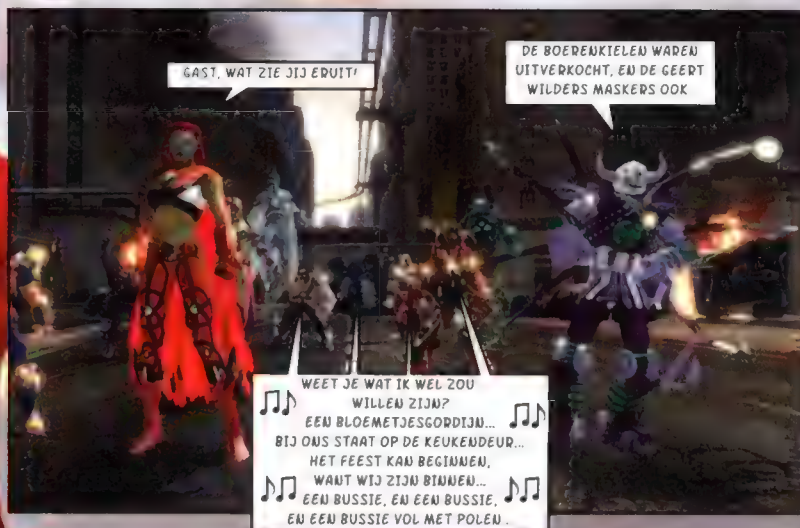 GAST, WAT ZIE JIJ ERUIT!
DE BOERENKIELEN WAREN
UITVERKOCHT, EN DE GEERT
WILDERS MASKERS OOK
WEET JE WAT IK WEL ZOU
WILLEN ZIJN?
EEN BLOEMETJESGORDIJN...
BIJ ONS STAAT OP DE KEUKENDEUR...
HET FEEST KAN BEGINNEN,
WANT WIJ ZIJN BINNEN...
EEN BUSSIE, EN EEN BUSSIE,
EN EEN BUSSIE VOL MET POLEN .